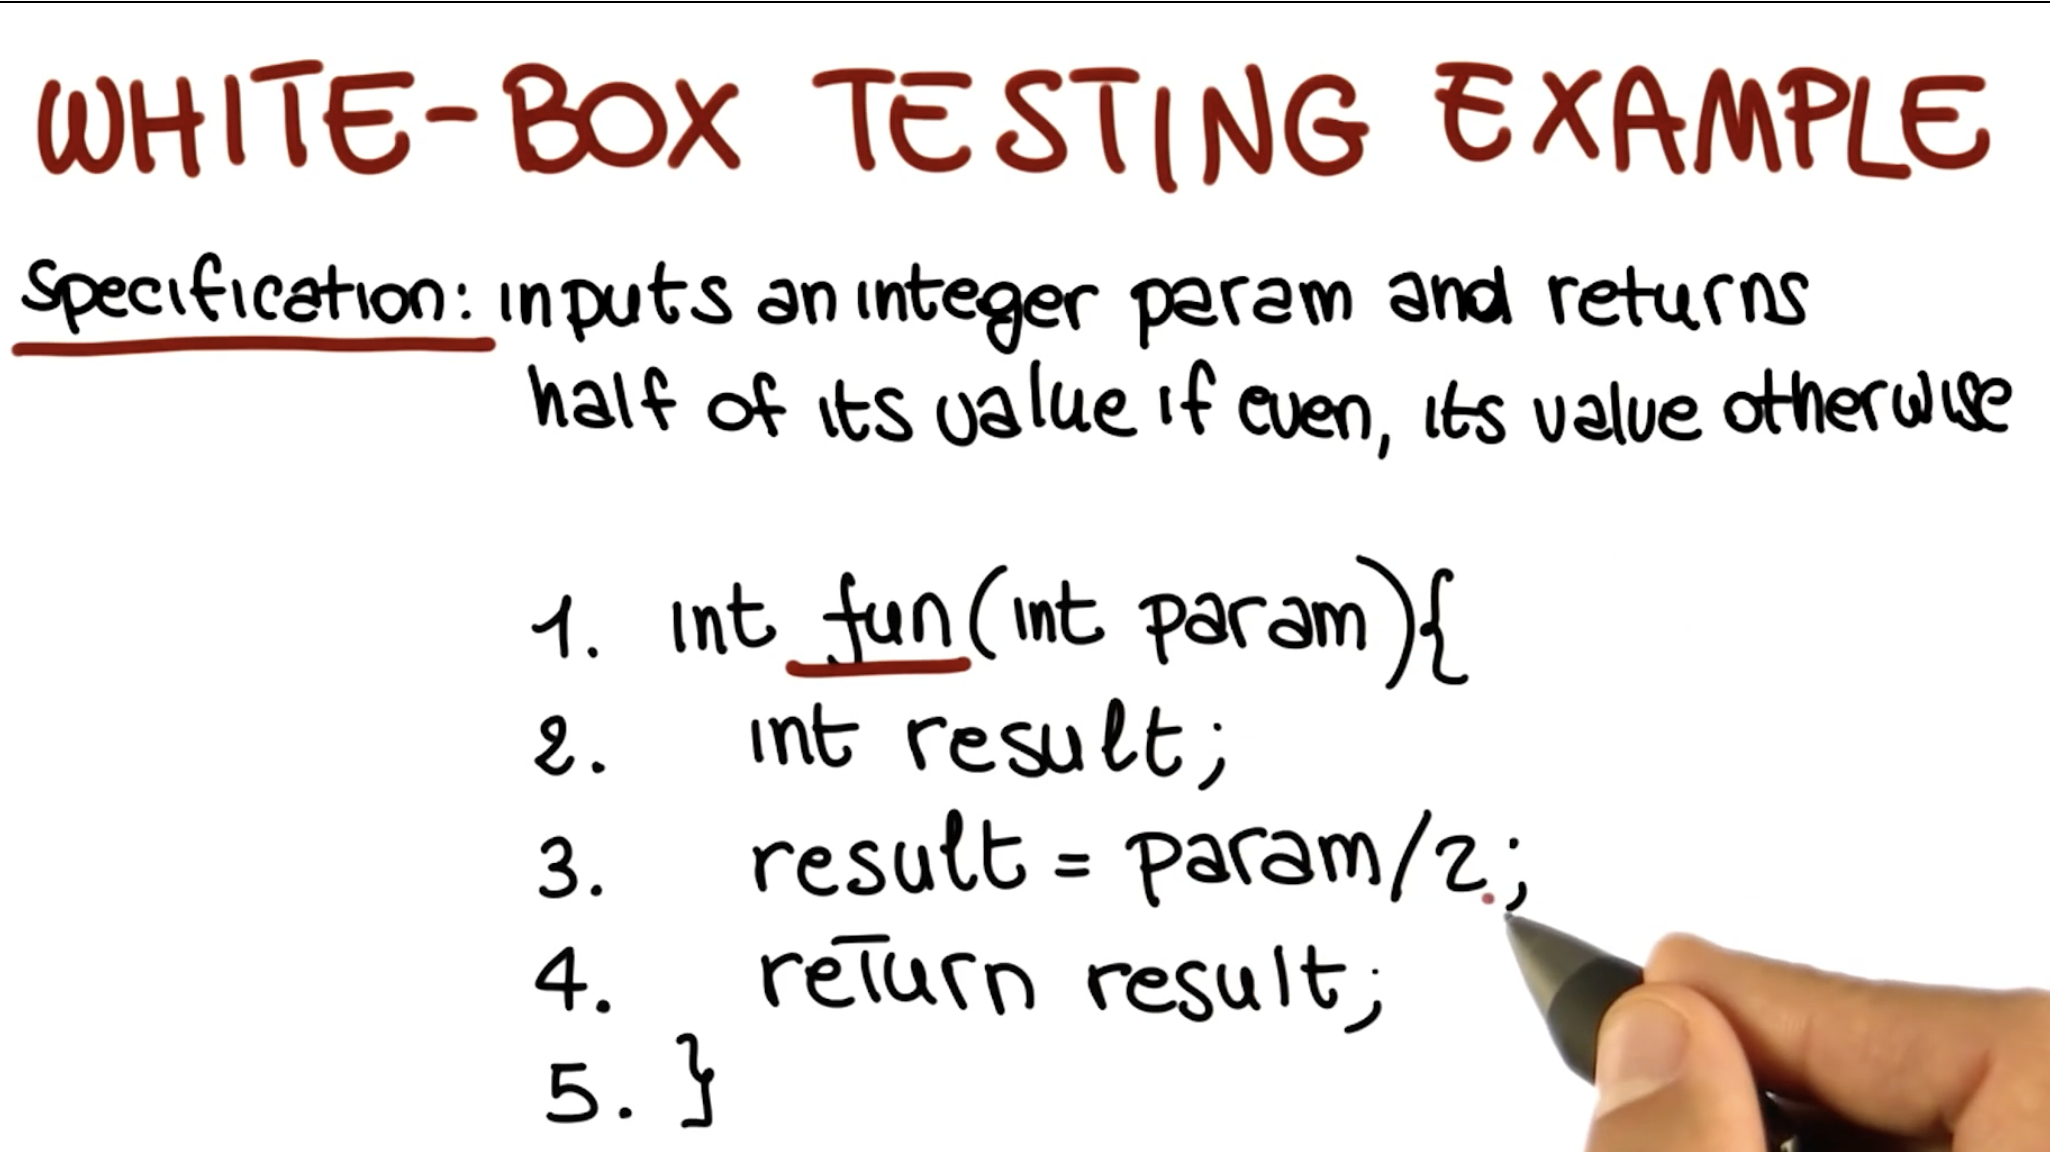 WHITE-BOX TESTING EXAMPLE
Specification: inputs an integer param and returns
half of its value if even, its value otherwise
1. int fun(int param){
2. int result;
3. result = param/2;
4. return result;
5. }